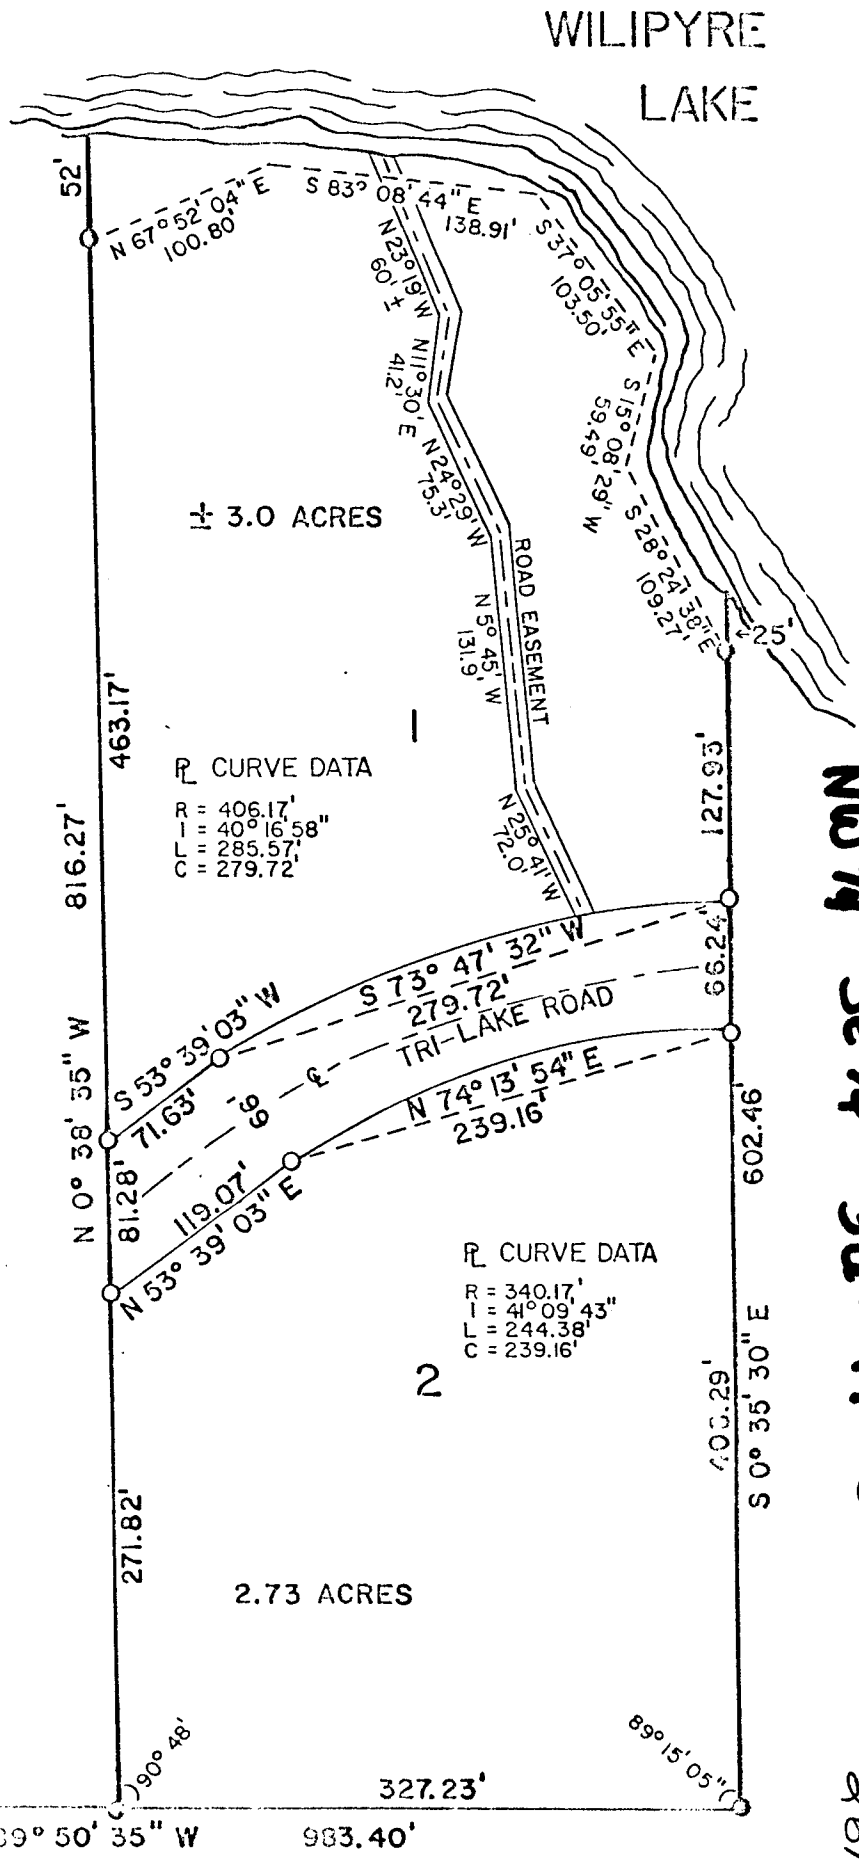 WILIPYRE
LAKE
52'
N 67° 52' 04" E
100.80'
S 83° 08' 44" E
138.91'
S 37° 05' 55" E
103.50'
N 23° 19' W
60' ±
N 11° 30' E
41.2'
S 15° 08' 29" W
59.49'
N 24° 29' W
75.3'
S 28° 24' 38" E
109.27'
25'
± 3.0 ACRES
ROAD EASEMENT
N 5° 45' W
131.9'
463.17'
1
127.93'
816.27'
PL CURVE DATA
R = 406.17'
I = 40° 16' 58"
L = 285.57'
C = 279.72'
N 25° 41' W
72.0'
66.24'
S 73° 47' 32" W
279.72'
TRI-LAKE ROAD
S 53° 39' 03" W
71.63'
66'
CL
N 74° 13' 54" E
239.16'
602.46'
N 0° 38' 35" W
81.28'
119.07'
N 53° 39' 03" E
PL CURVE DATA
R = 340.17'
I = 41° 09' 43"
L = 244.38'
C = 239.16'
2
S 0° 35' 30" E
271.82'
2.73 ACRES
90° 48'
89° 15' 05"
327.23'
50' 35" W
983.40'